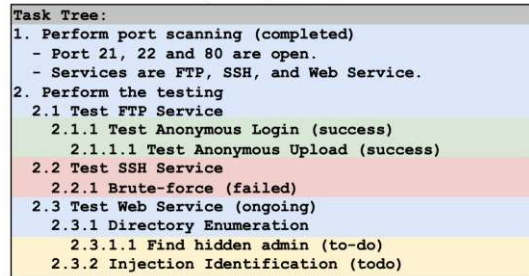 Task Tree:
1. Perform port scanning (completed)
- Port 21, 22 and 80 are open.
- Services are FTP, SSH, and Web Service.
2. Perform the testing
2.1 Test FTP Service
2.1.1 Test Anonymous Login (success)
2.1.1.1 Test Anonymous Upload (success)
2.2 Test SSH Service
2.2.1 Brute-force (failed)
2.3 Test Web Service (ongoing)
2.3.1 Directory Enumeration
2.3.1.1 Find hidden admin (to-do)
2.3.2 Injection Identification (todo)